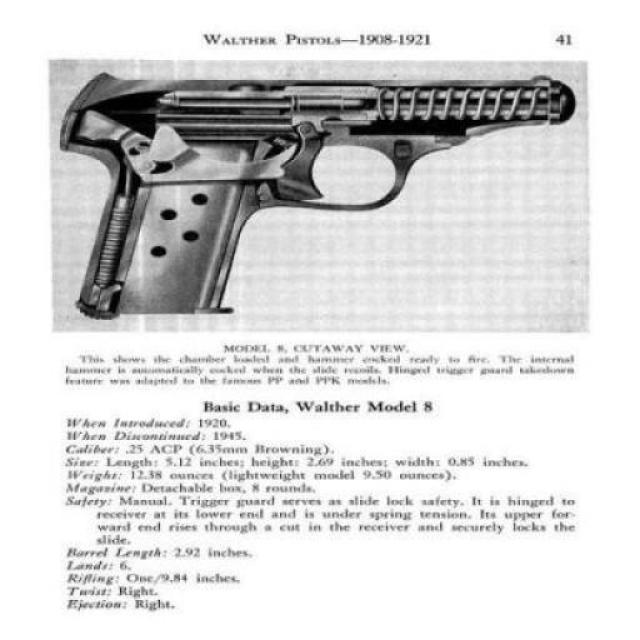 WALTHER PISTOLS—1908-1921 41
MODEL 8, CUTAWAY VIEW.
This shows the chamber loaded and hammer cocked ready to fire. The internal
hammer is automatically cocked when the slide recoils. Hinged trigger guard takedown
feature was adapted to the famous PP and PPK models.
Basic Data, Walther Model 8
When Introduced: 1920.
When Discontinued: 1945.
Caliber: .25 ACP (6.35mm Browning).
Size: Length: 5.12 inches; height: 2.69 inches; width: 0.85 inches.
Weight: 12.38 ounces (lightweight model 9.50 ounces).
Magazine: Detachable box, 8 rounds.
Safety: Manual. Trigger guard serves as slide lock safety. It is hinged to
receiver at its lower end and is under spring tension. Its upper for-
ward end rises through a cut in the receiver and securely locks the
slide.
Barrel Length: 2.92 inches.
Lands: 6.
Rifling: One/9.84 inches.
Twist: Right.
Ejection: Right.